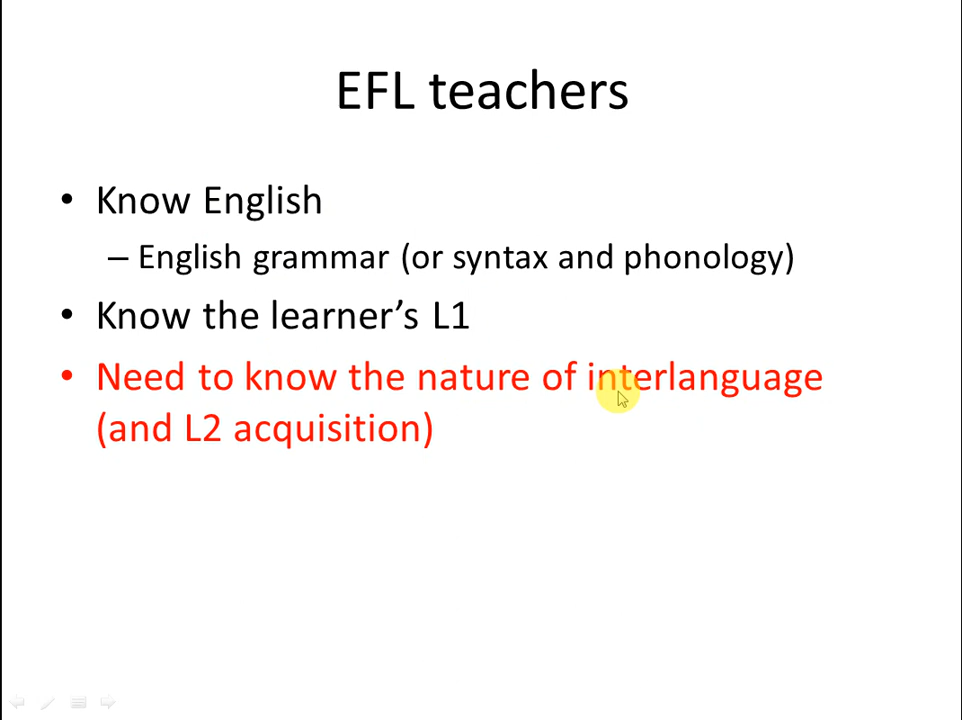 EFL teachers
• Know English
– English grammar (or syntax and phonology)
• Know the learner’s L1
• Need to know the nature of interlanguage
(and L2 acquisition)